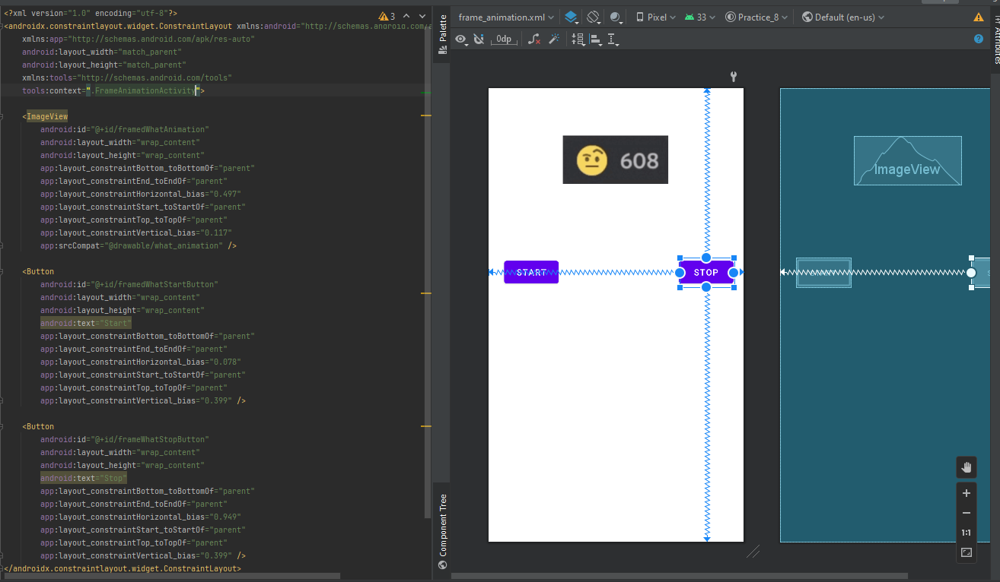 <?xml version="1.0" encoding="utf-8"?>
3
<androidx.constraintlayout.widget.ConstraintLayout xmlns:android="http://schemas.android.com/a
xmlns:app="http://schemas.android.com/apk/res-auto"
android:layout_width="match_parent"
android:layout_height="match_parent"
xmlns:tools="http://schemas.android.com/tools"
tools:context=".FrameAnimationActivity">
<ImageView
android:id="@+id/framedWhatAnimation"
android:layout_width="wrap_content"
android:layout_height="wrap_content"
app:layout_constraintBottom_toBottomOf="parent"
app:layout_constraintEnd_toEndOf="parent"
app:layout_constraintHorizontal_bias="0.497"
app:layout_constraintStart_toStartOf="parent"
app:layout_constraintTop_toTopOf="parent"
app:layout_constraintVertical_bias="0.117"
app:srcCompat="@drawable/what_animation" />
<Button
android:id="@+id/framedWhatStartButton"
android:layout_width="wrap_content"
android:layout_height="wrap_content"
android:text="Start"
app:layout_constraintBottom_toBottomOf="parent"
app:layout_constraintEnd_toEndOf="parent"
app:layout_constraintHorizontal_bias="0.078"
app:layout_constraintStart_toStartOf="parent"
app:layout_constraintTop_toTopOf="parent"
app:layout_constraintVertical_bias="0.399" />
<Button
android:id="@+id/frameWhatStopButton"
android:layout_width="wrap_content"
android:layout_height="wrap_content"
android:text="Stop"
app:layout_constraintBottom_toBottomOf="parent"
app:layout_constraintEnd_toEndOf="parent"
app:layout_constraintHorizontal_bias="0.949"
app:layout_constraintStart_toStartOf="parent"
app:layout_constraintTop_toTopOf="parent"
app:layout_constraintVertical_bias="0.399" />
</androidx.constraintlayout.widget.ConstraintLayout>
Palette
Component Tree
frame_animation.xml
Pixel
33
Practice_8
Default (en-us)
0dp
Attributes
608
START
STOP
ImageView
START
S
1:1